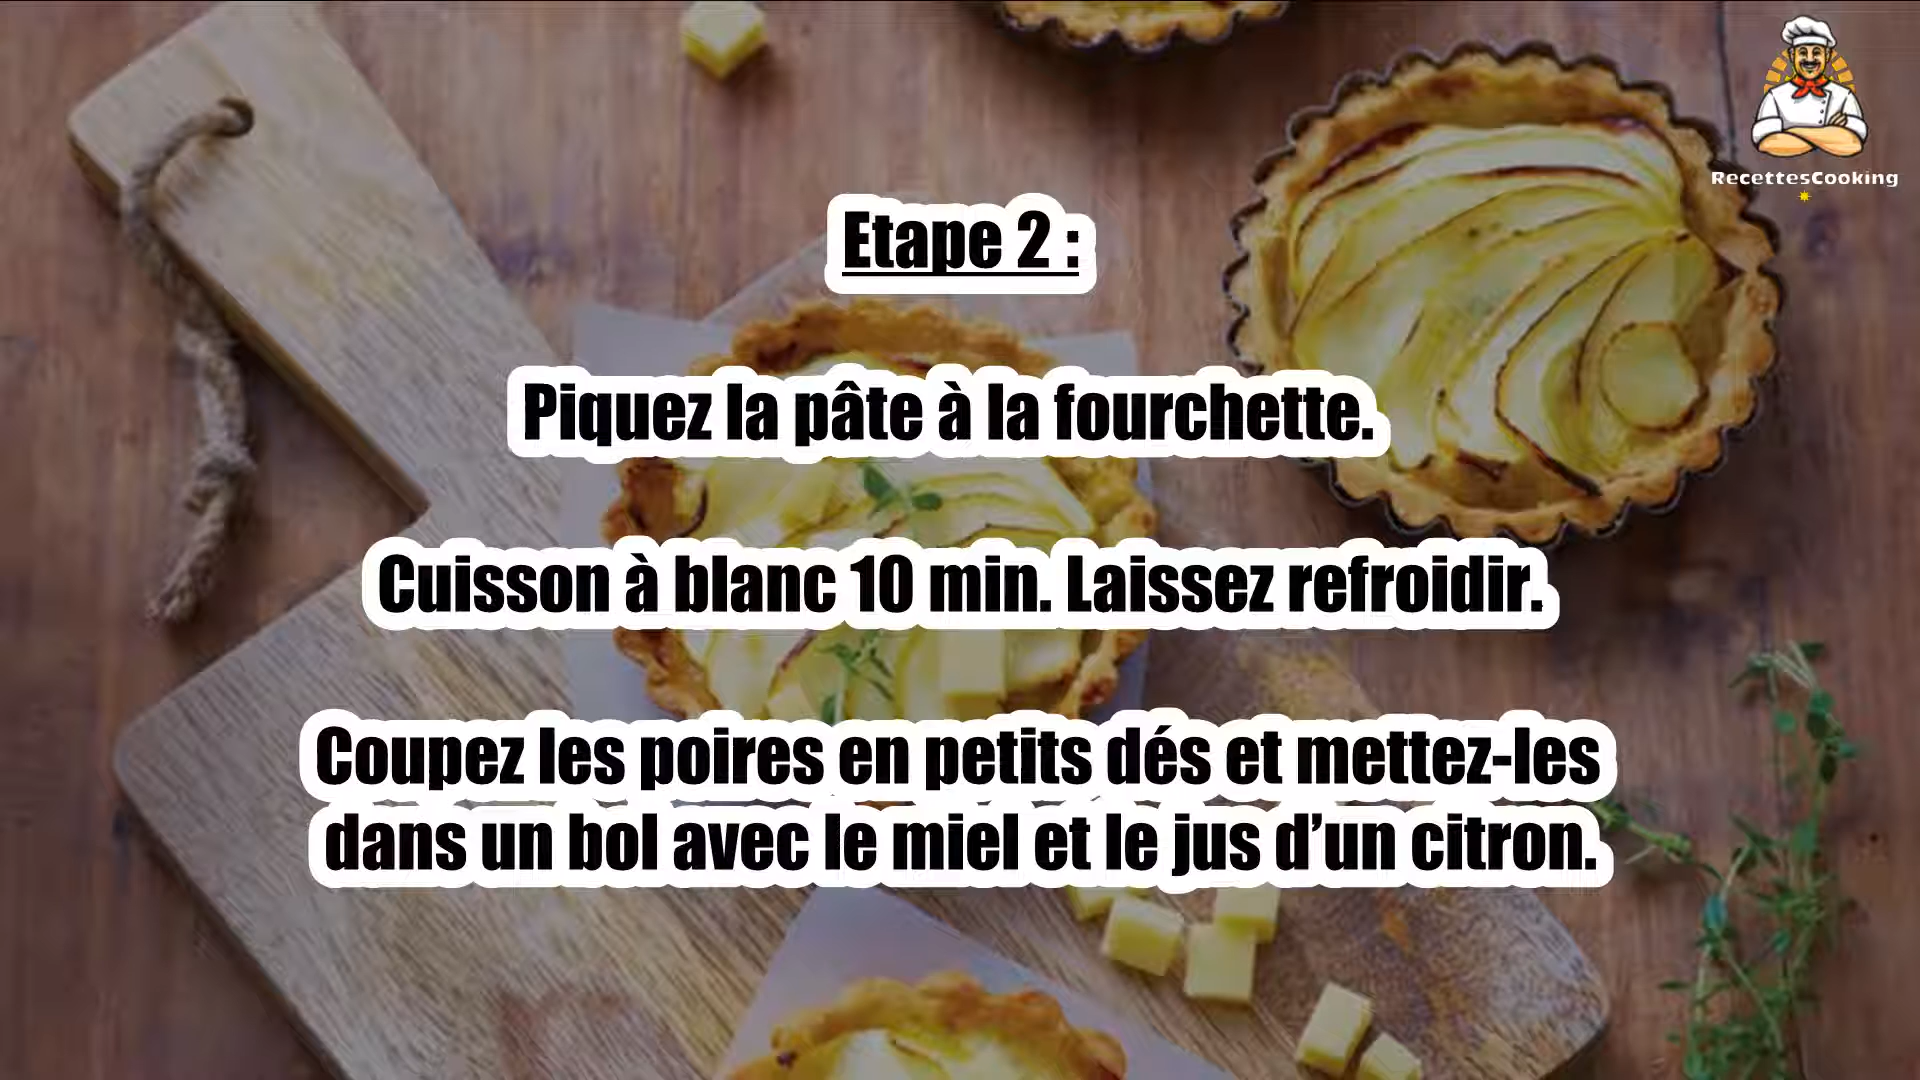 RecettesCooking
Etape 2 :
Piquez la pâte à la fourchette.
Cuisson à blanc 10 min. Laissez refroidir.
Coupez les poires en petits dés et mettez-les
dans un bol avec le miel et le jus d’un citron.